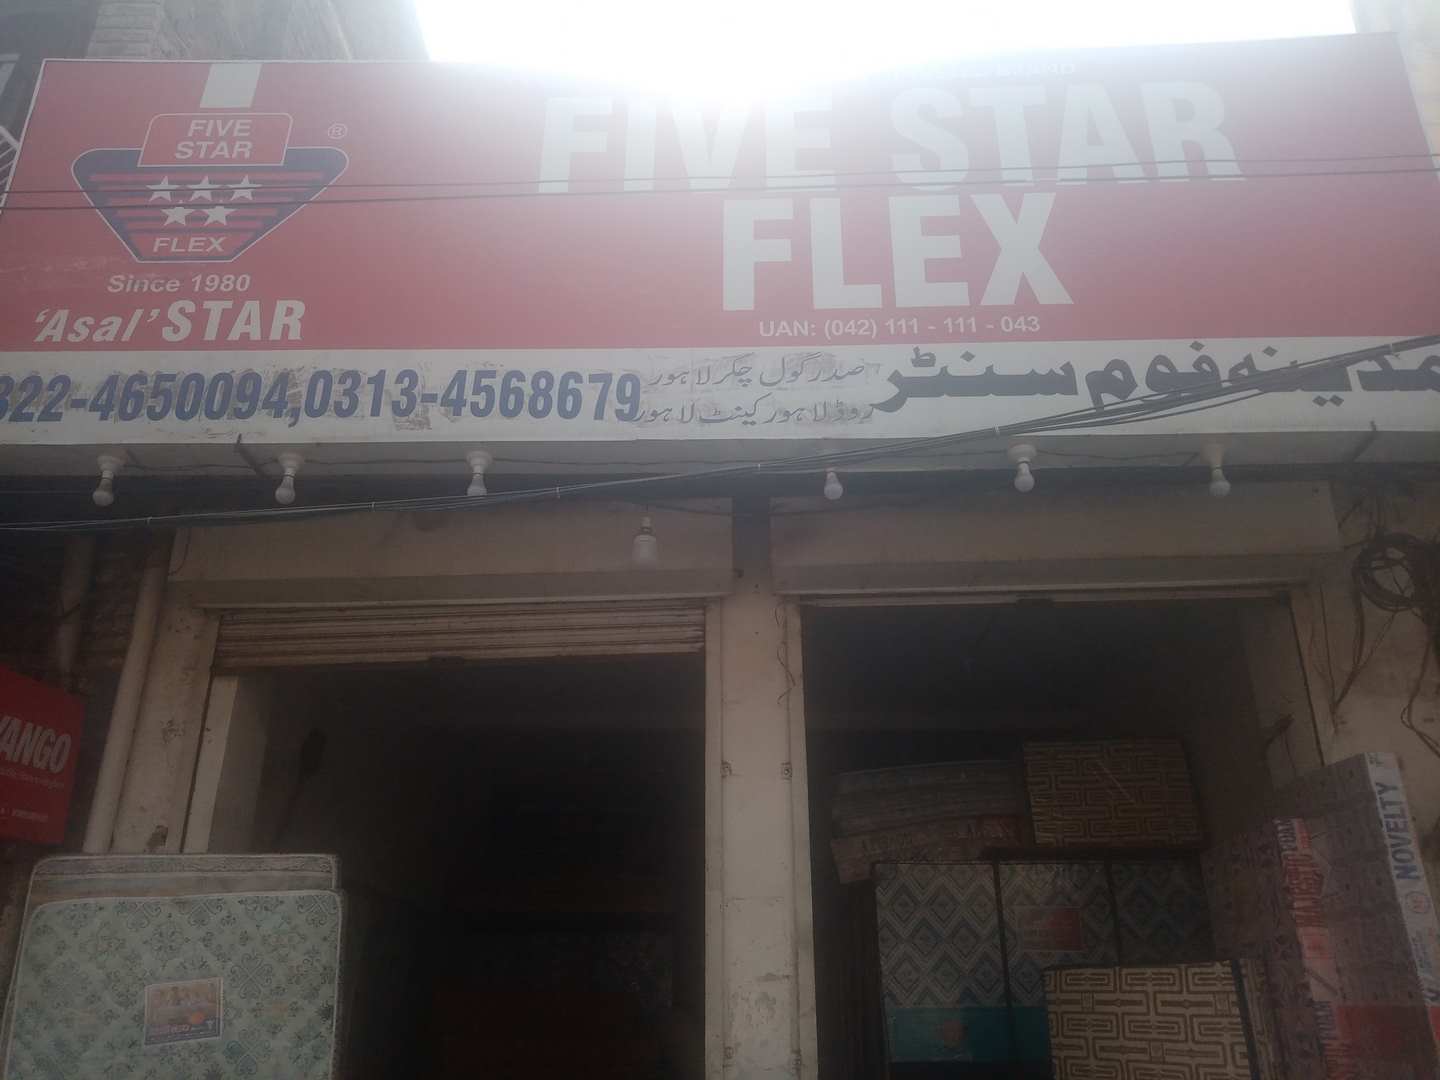 BRAND
FIVE STAR
FLEX
UAN: (042) 111 - 111 - 043
FIVE
STAR
®
FLEX
Since 1980
'Asal' STAR
322-4650094,0313-4568679
مدینہ فوم سنٹر
صدر گول چکر لاہور
روڈ لاہور کینٹ لاہور
NOVELTY